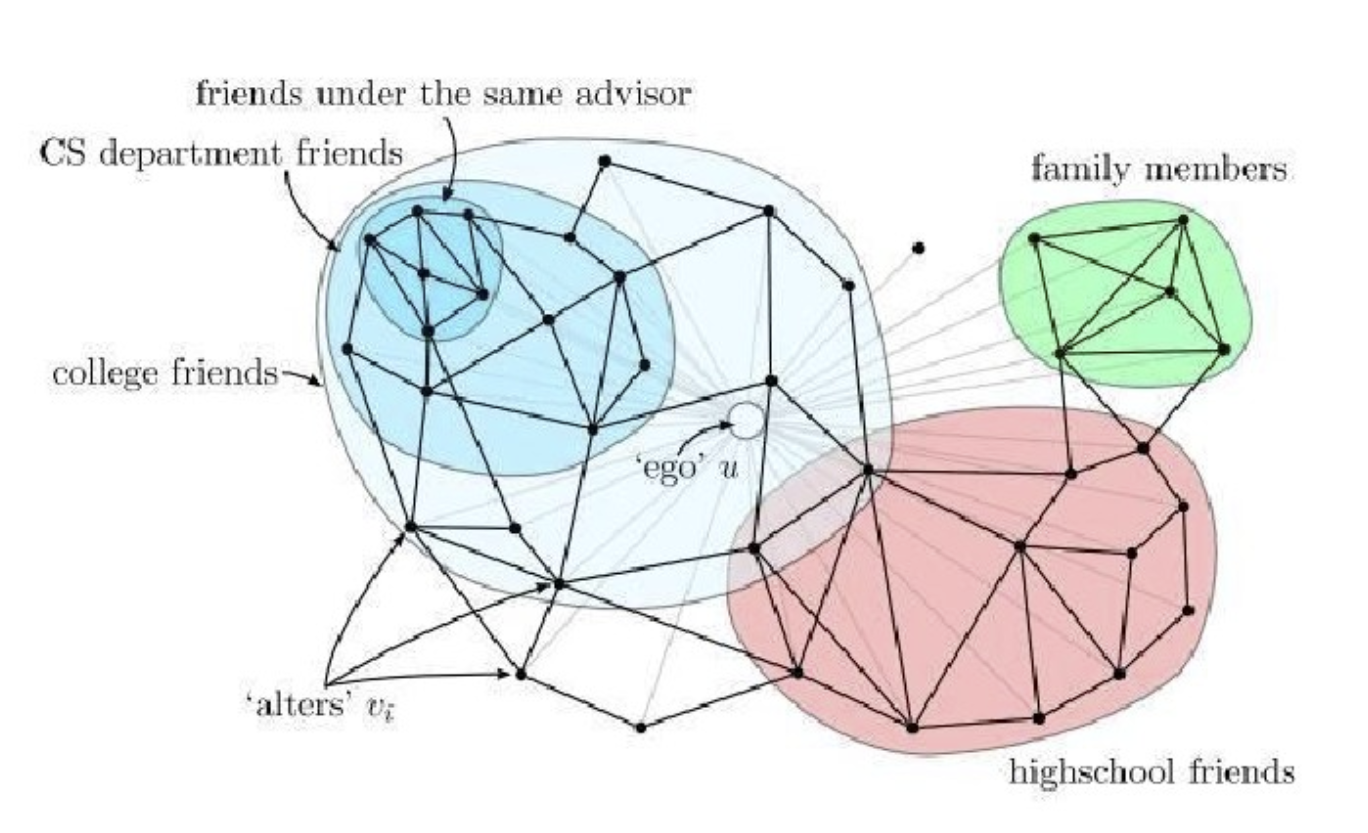 friends under the same advisor
CS department friends
family members
college friends
‘ego’ u
‘alters’ vᵢ
highschool friends